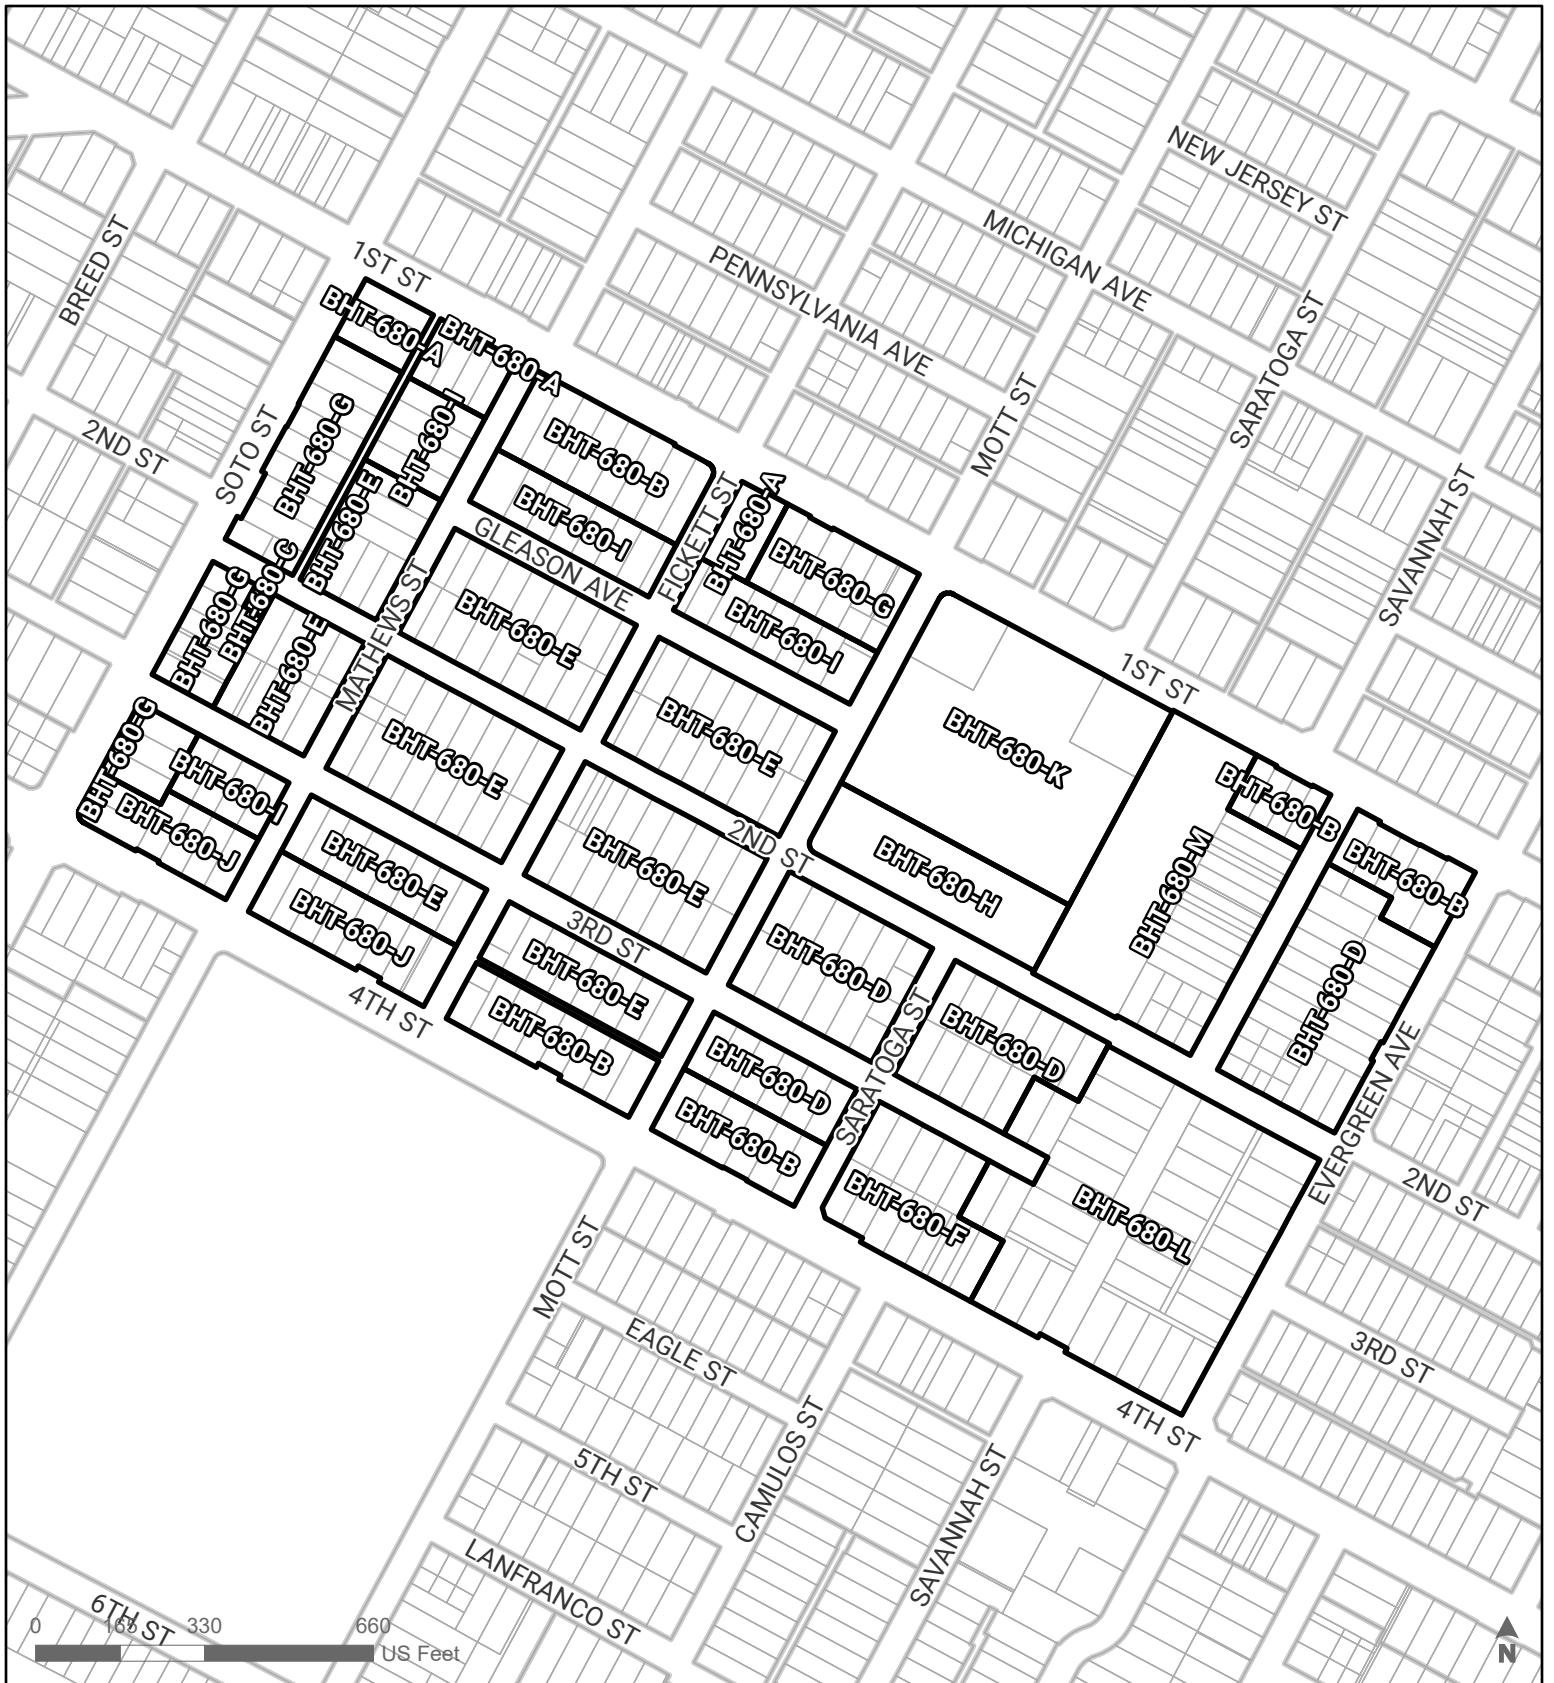 NEW JERSEY ST
MICHIGAN AVE
BREED ST
1ST ST
PENNSYLVANIA AVE
SARATOGA ST
BHT-680-A
BHT-680-A
MOTT ST
2ND ST
SOTO ST
BHT-680-G
BHT-680-I
BHT-680-B
SAVANNAH ST
BHT-680-E
BHT-680-I
GLEASON AVE
FICKETT ST
BHT-680-A
BHT-680-G
BHT-680-I
BHT-680-G
BHT-680-C
BHT-680-E
MATHEWS ST
BHT-680-E
1ST ST
BHT-680-E
BHT-680-E
BHT-680-K
BHT-680-G
BHT-680-I
BHT-680-J
BHT-680-B
2ND ST
BHT-680-E
BHT-680-E
BHT-680-H
BHT-680-M
BHT-680-B
BHT-680-J
3RD ST
BHT-680-E
BHT-680-D
BHT-680-D
4TH ST
BHT-680-B
SARATOGA ST
BHT-680-D
BHT-680-D
BHT-680-B
EVERGREEN AVE
2ND ST
BHT-680-F
BHT-680-L
MOTT ST
EAGLE ST
3RD ST
4TH ST
CAMULOS ST
5TH ST
SAVANNAH ST
LANFRANCO ST
6TH ST
0 165 330 660
US Feet
N